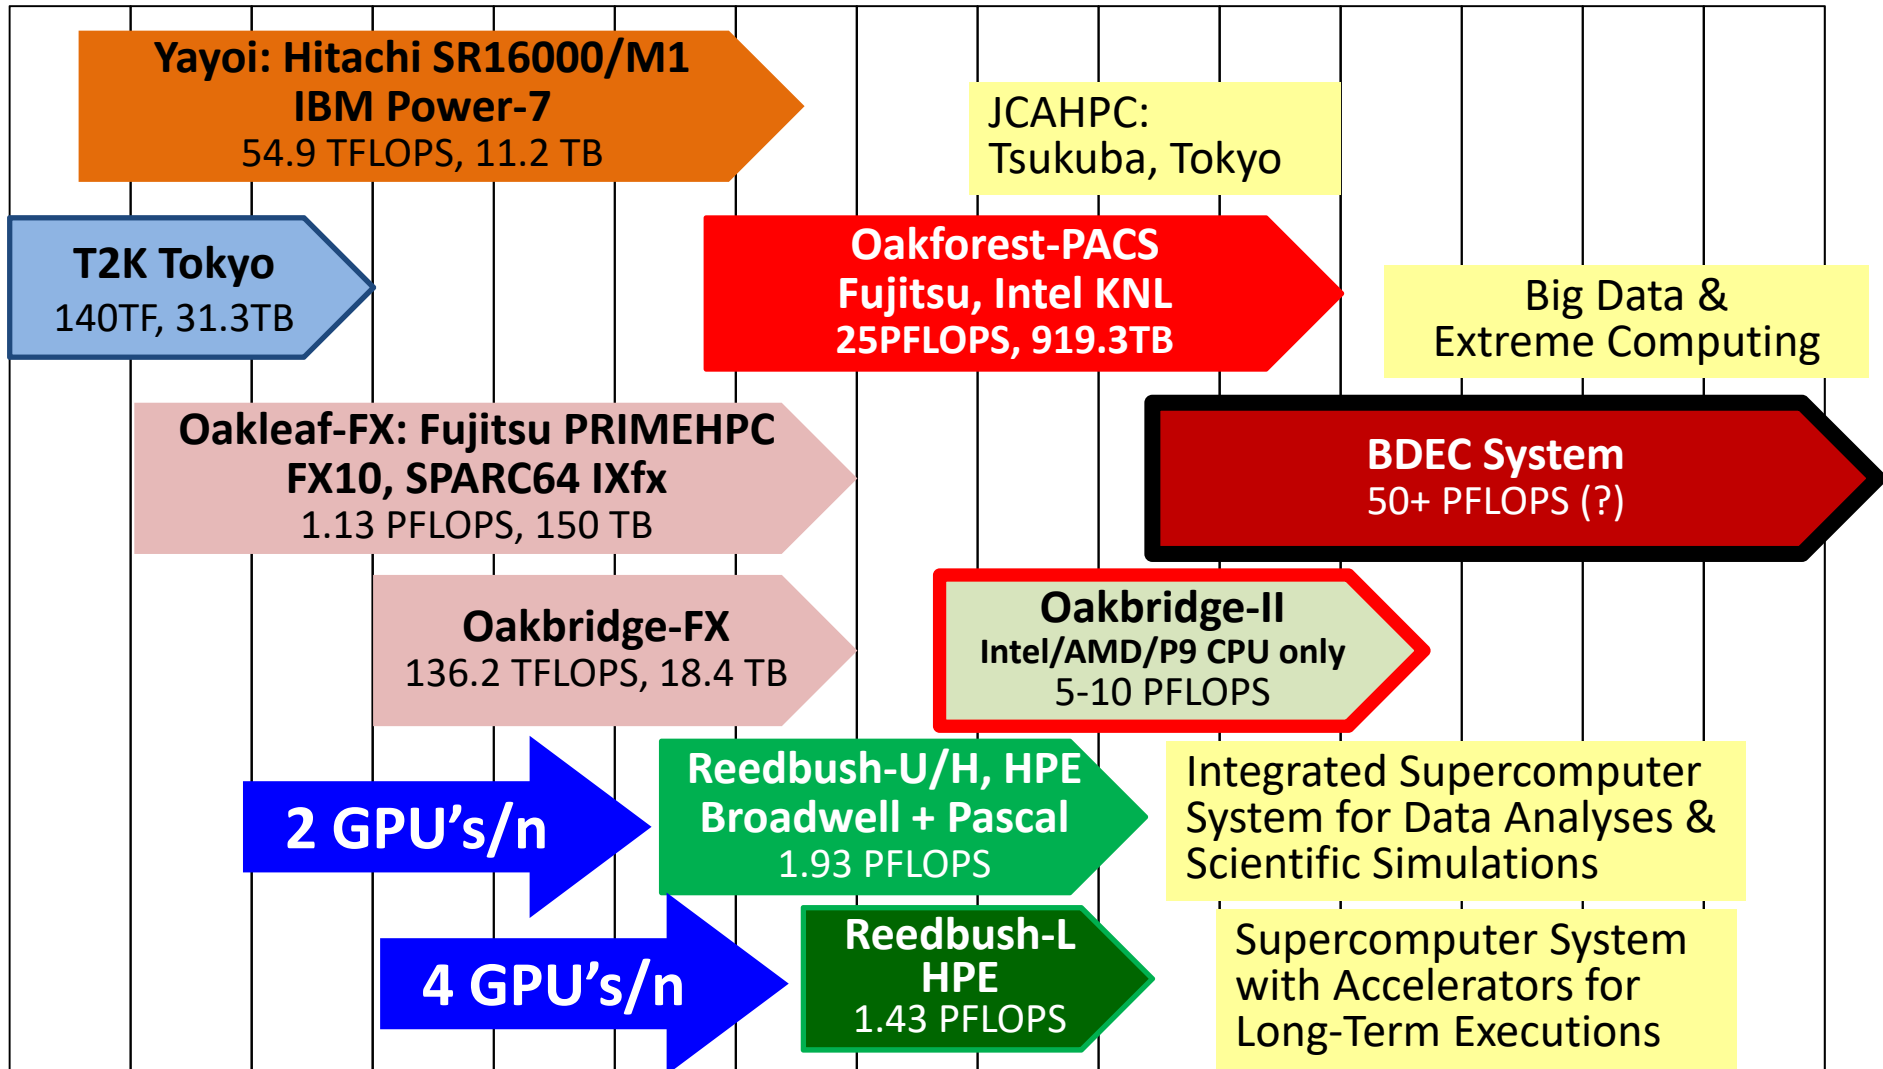 Yayoi: Hitachi SR16000/M1
IBM Power-7
54.9 TFLOPS, 11.2 TB
JCAHPC:
Tsukuba, Tokyo
T2K Tokyo
140TF, 31.3TB
Oakforest-PACS
Fujitsu, Intel KNL
25PFLOPS, 919.3TB
Big Data &
Extreme Computing
Oakleaf-FX: Fujitsu PRIMEHPC
FX10, SPARC64 IXfx
1.13 PFLOPS, 150 TB
BDEC System
50+ PFLOPS (?)
Oakbridge-FX
136.2 TFLOPS, 18.4 TB
Oakbridge-II
Intel/AMD/P9 CPU only
5-10 PFLOPS
2 GPU's/n
Reedbush-U/H, HPE
Broadwell + Pascal
1.93 PFLOPS
Integrated Supercomputer
System for Data Analyses &
Scientific Simulations
4 GPU's/n
Reedbush-L
HPE
1.43 PFLOPS
Supercomputer System
with Accelerators for
Long-Term Executions